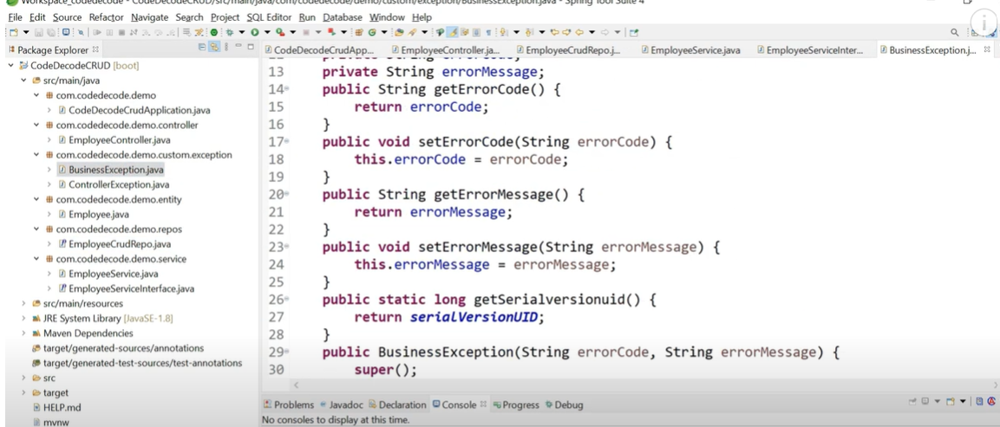 workspace_codedecode - CodeDecodeCRUD/src/main/java/com/codedecode/demo/custom/exception/BusinessException.java - Spring Tool Suite 4
File Edit Source Refactor Navigate Search Project SQL Editor Run Database Window Help
Package Explorer
CodeDecodeCRUD [boot]
src/main/java
com.codedecode.demo
CodeDecodeCrudApplication.java
com.codedecode.demo.controller
EmployeeController.java
com.codedecode.demo.custom.exception
BusinessException.java
ControllerException.java
com.codedecode.demo.entity
Employee.java
com.codedecode.demo.repos
EmployeeCrudRepo.java
com.codedecode.demo.service
EmployeeService.java
EmployeeServiceInterface.java
src/main/resources
JRE System Library [JavaSE-1.8]
Maven Dependencies
target/generated-sources/annotations
target/generated-test-sources/test-annotations
src
target
HELP.md
mvnw
CodeDecodeCrudApp... EmployeeController.ja... EmployeeCrudRepo.j... EmployeeService.java EmployeeServiceInter... BusinessException.j...
12 private String errorCode;
13 private String errorMessage;
14 public String getErrorCode() {
15 return errorCode;
16 }
17 public void setErrorCode(String errorCode) {
18 this.errorCode = errorCode;
19 }
20 public String getErrorMessage() {
21 return errorMessage;
22 }
23 public void setErrorMessage(String errorMessage) {
24 this.errorMessage = errorMessage;
25 }
26 public static long getSerialversionuid() {
27 return serialVersionUID;
28 }
29 public BusinessException(String errorCode, String errorMessage) {
30 super();
Problems Javadoc Declaration Console Progress Debug
No consoles to display at this time.